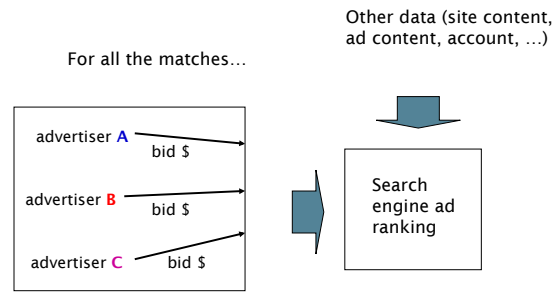 Other data (site content,
ad content, account, …)
For all the matches…
advertiser A
bid $
advertiser B
bid $
advertiser C
bid $
Search
engine ad
ranking